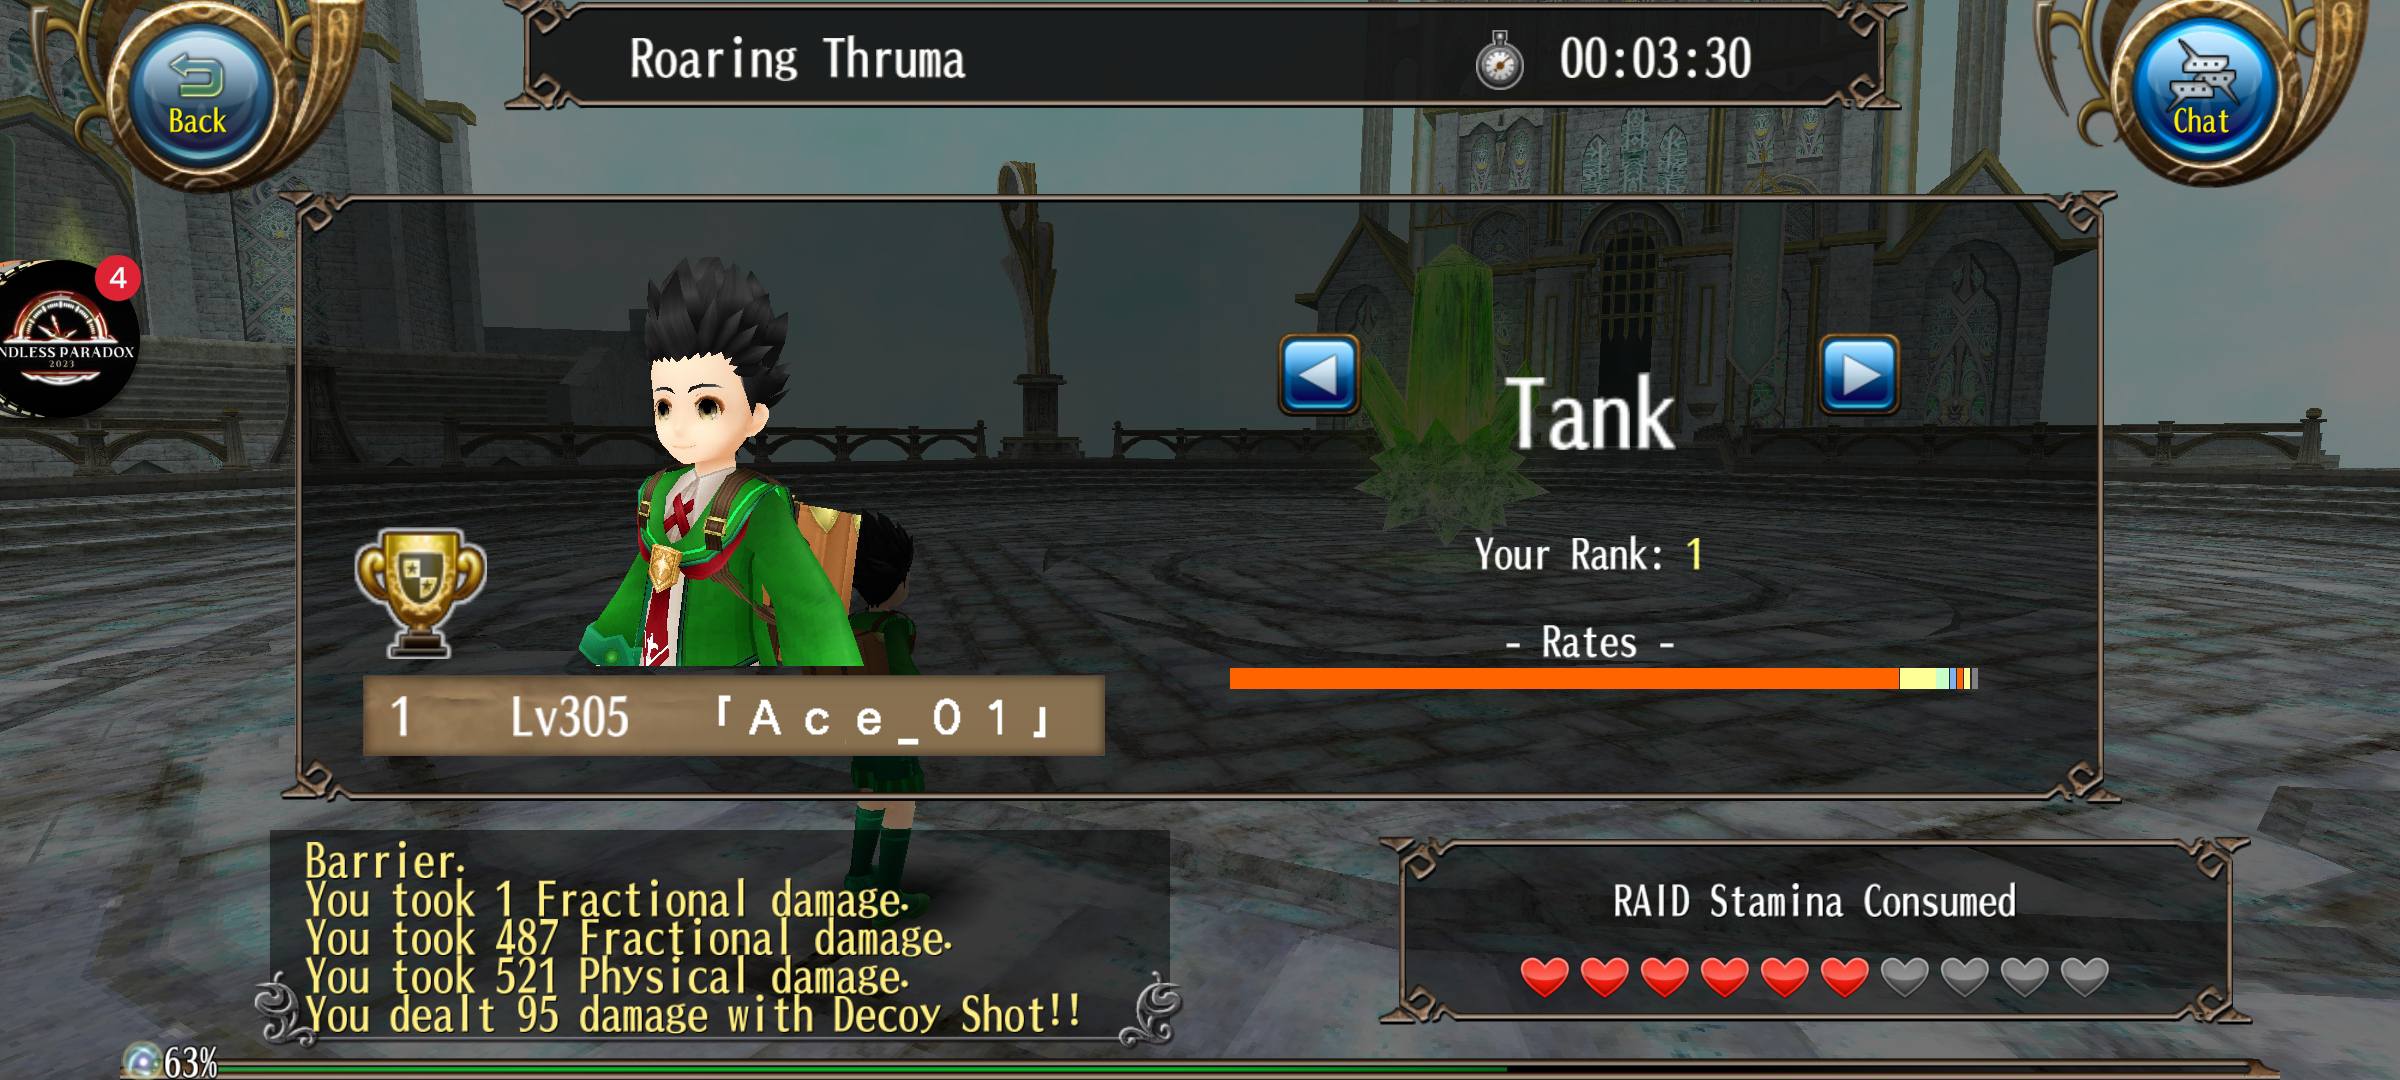 Back
Roaring Thruma
00:03:30
Chat
4
NDLESS PARADOX
2023
Tank
Your Rank: 1
- Rates -
1 Lv305 「Ace_01」
Barrier.
You took 1 Fractional damage.
You took 487 Fractional damage.
You took 521 Physical damage.
You dealt 95 damage with Decoy Shot!!
RAID Stamina Consumed
63%